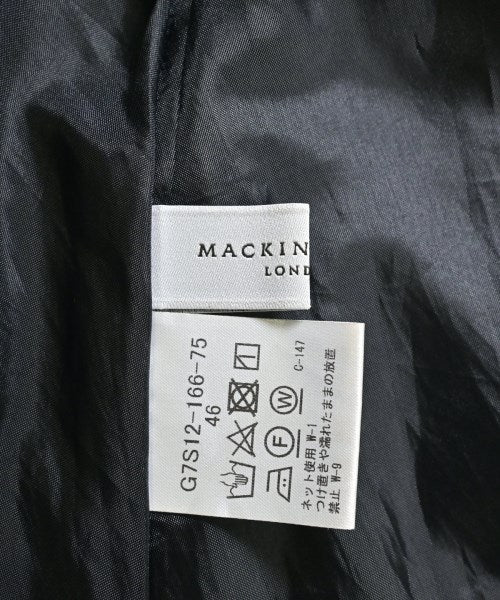 MACKIN
LOND
G7S12-166-75
46
F W
C-147
ネット使用 W-1
つけ置きや濡れたままの放置
禁止 W-9